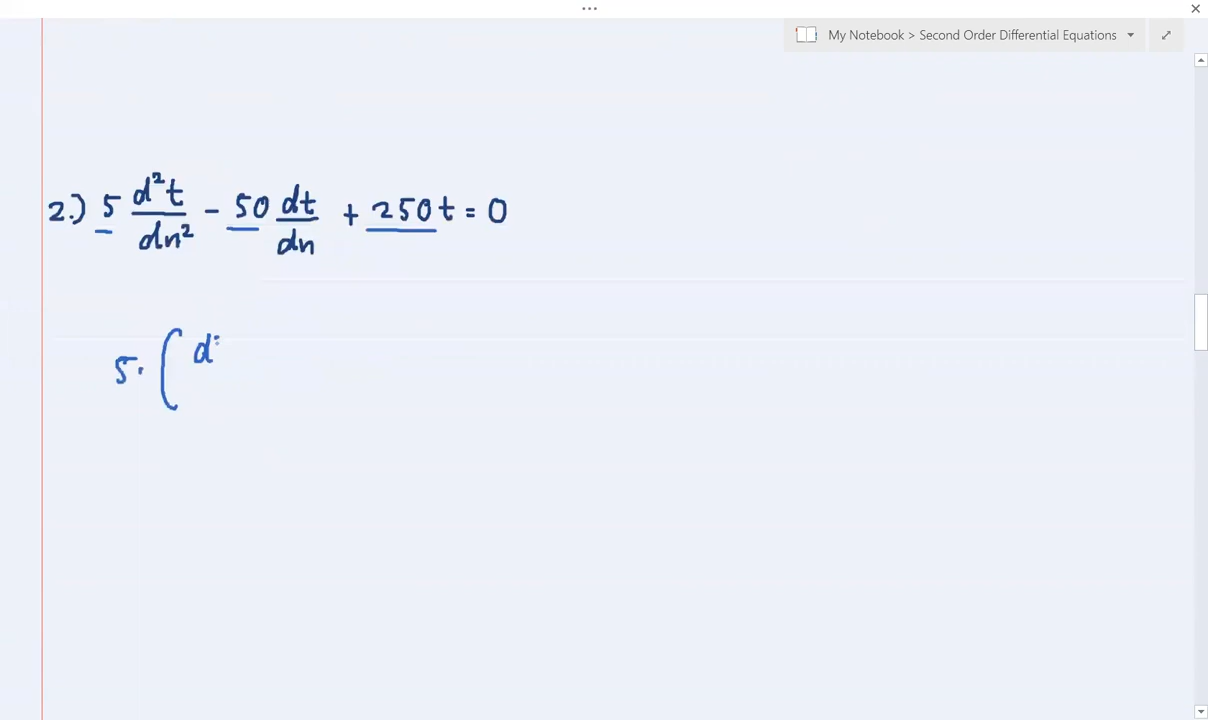 My Notebook > Second Order Differential Equations
2.) 5 d²t/dn² - 50 dt/dn + 250t = 0
5. ( d